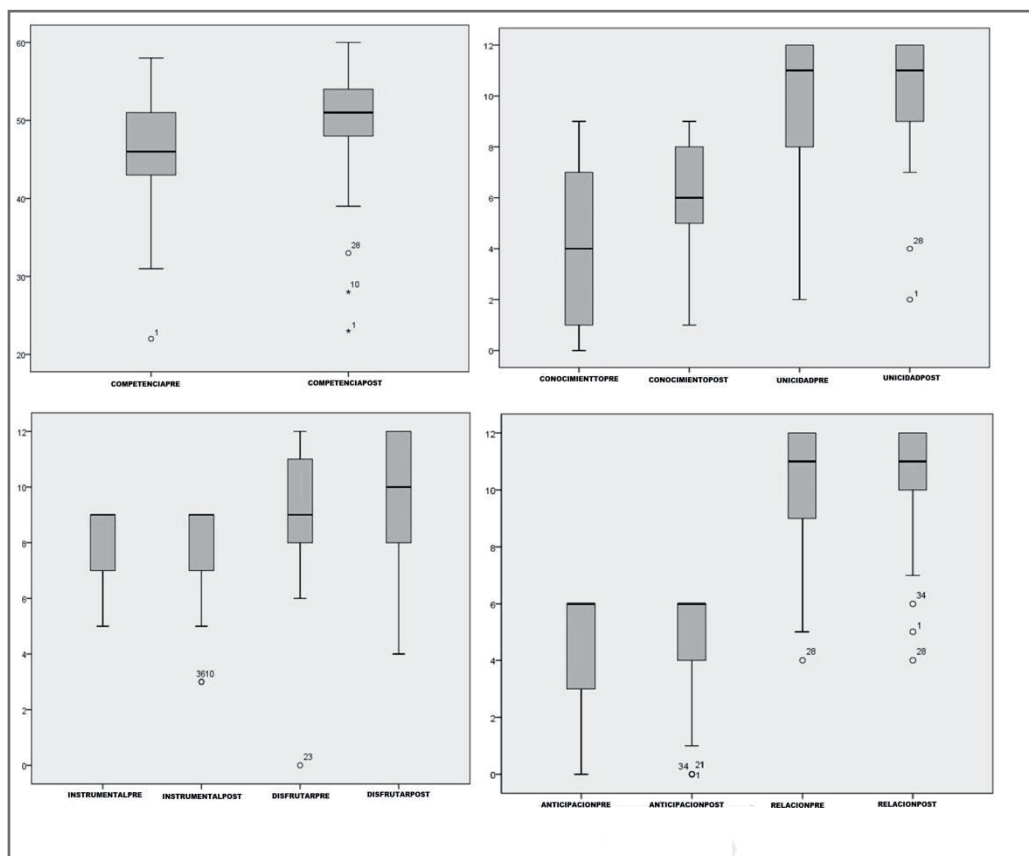 60
50
40
30
20
1
28
10
1
COMPETENCIAPRE
COMPETENCIAPOST
12
10
8
6
4
2
0
28
1
CONOCIMIENTTOPRE
CONOCIMIENTOPOST
UNICIDADPRE
UNICIDADPOST
12
10
8
6
4
2
0
3610
23
INSTRUMENTALPRE
INSTRUMENTALPOST
DISFRUTARPRE
DISFRUTARPOST
12
10
8
6
4
2
0
34 21
1
28
34
1
28
ANTICIPACIONPRE
ANTICIPACIONPOST
RELACIONPRE
RELACIONPOST